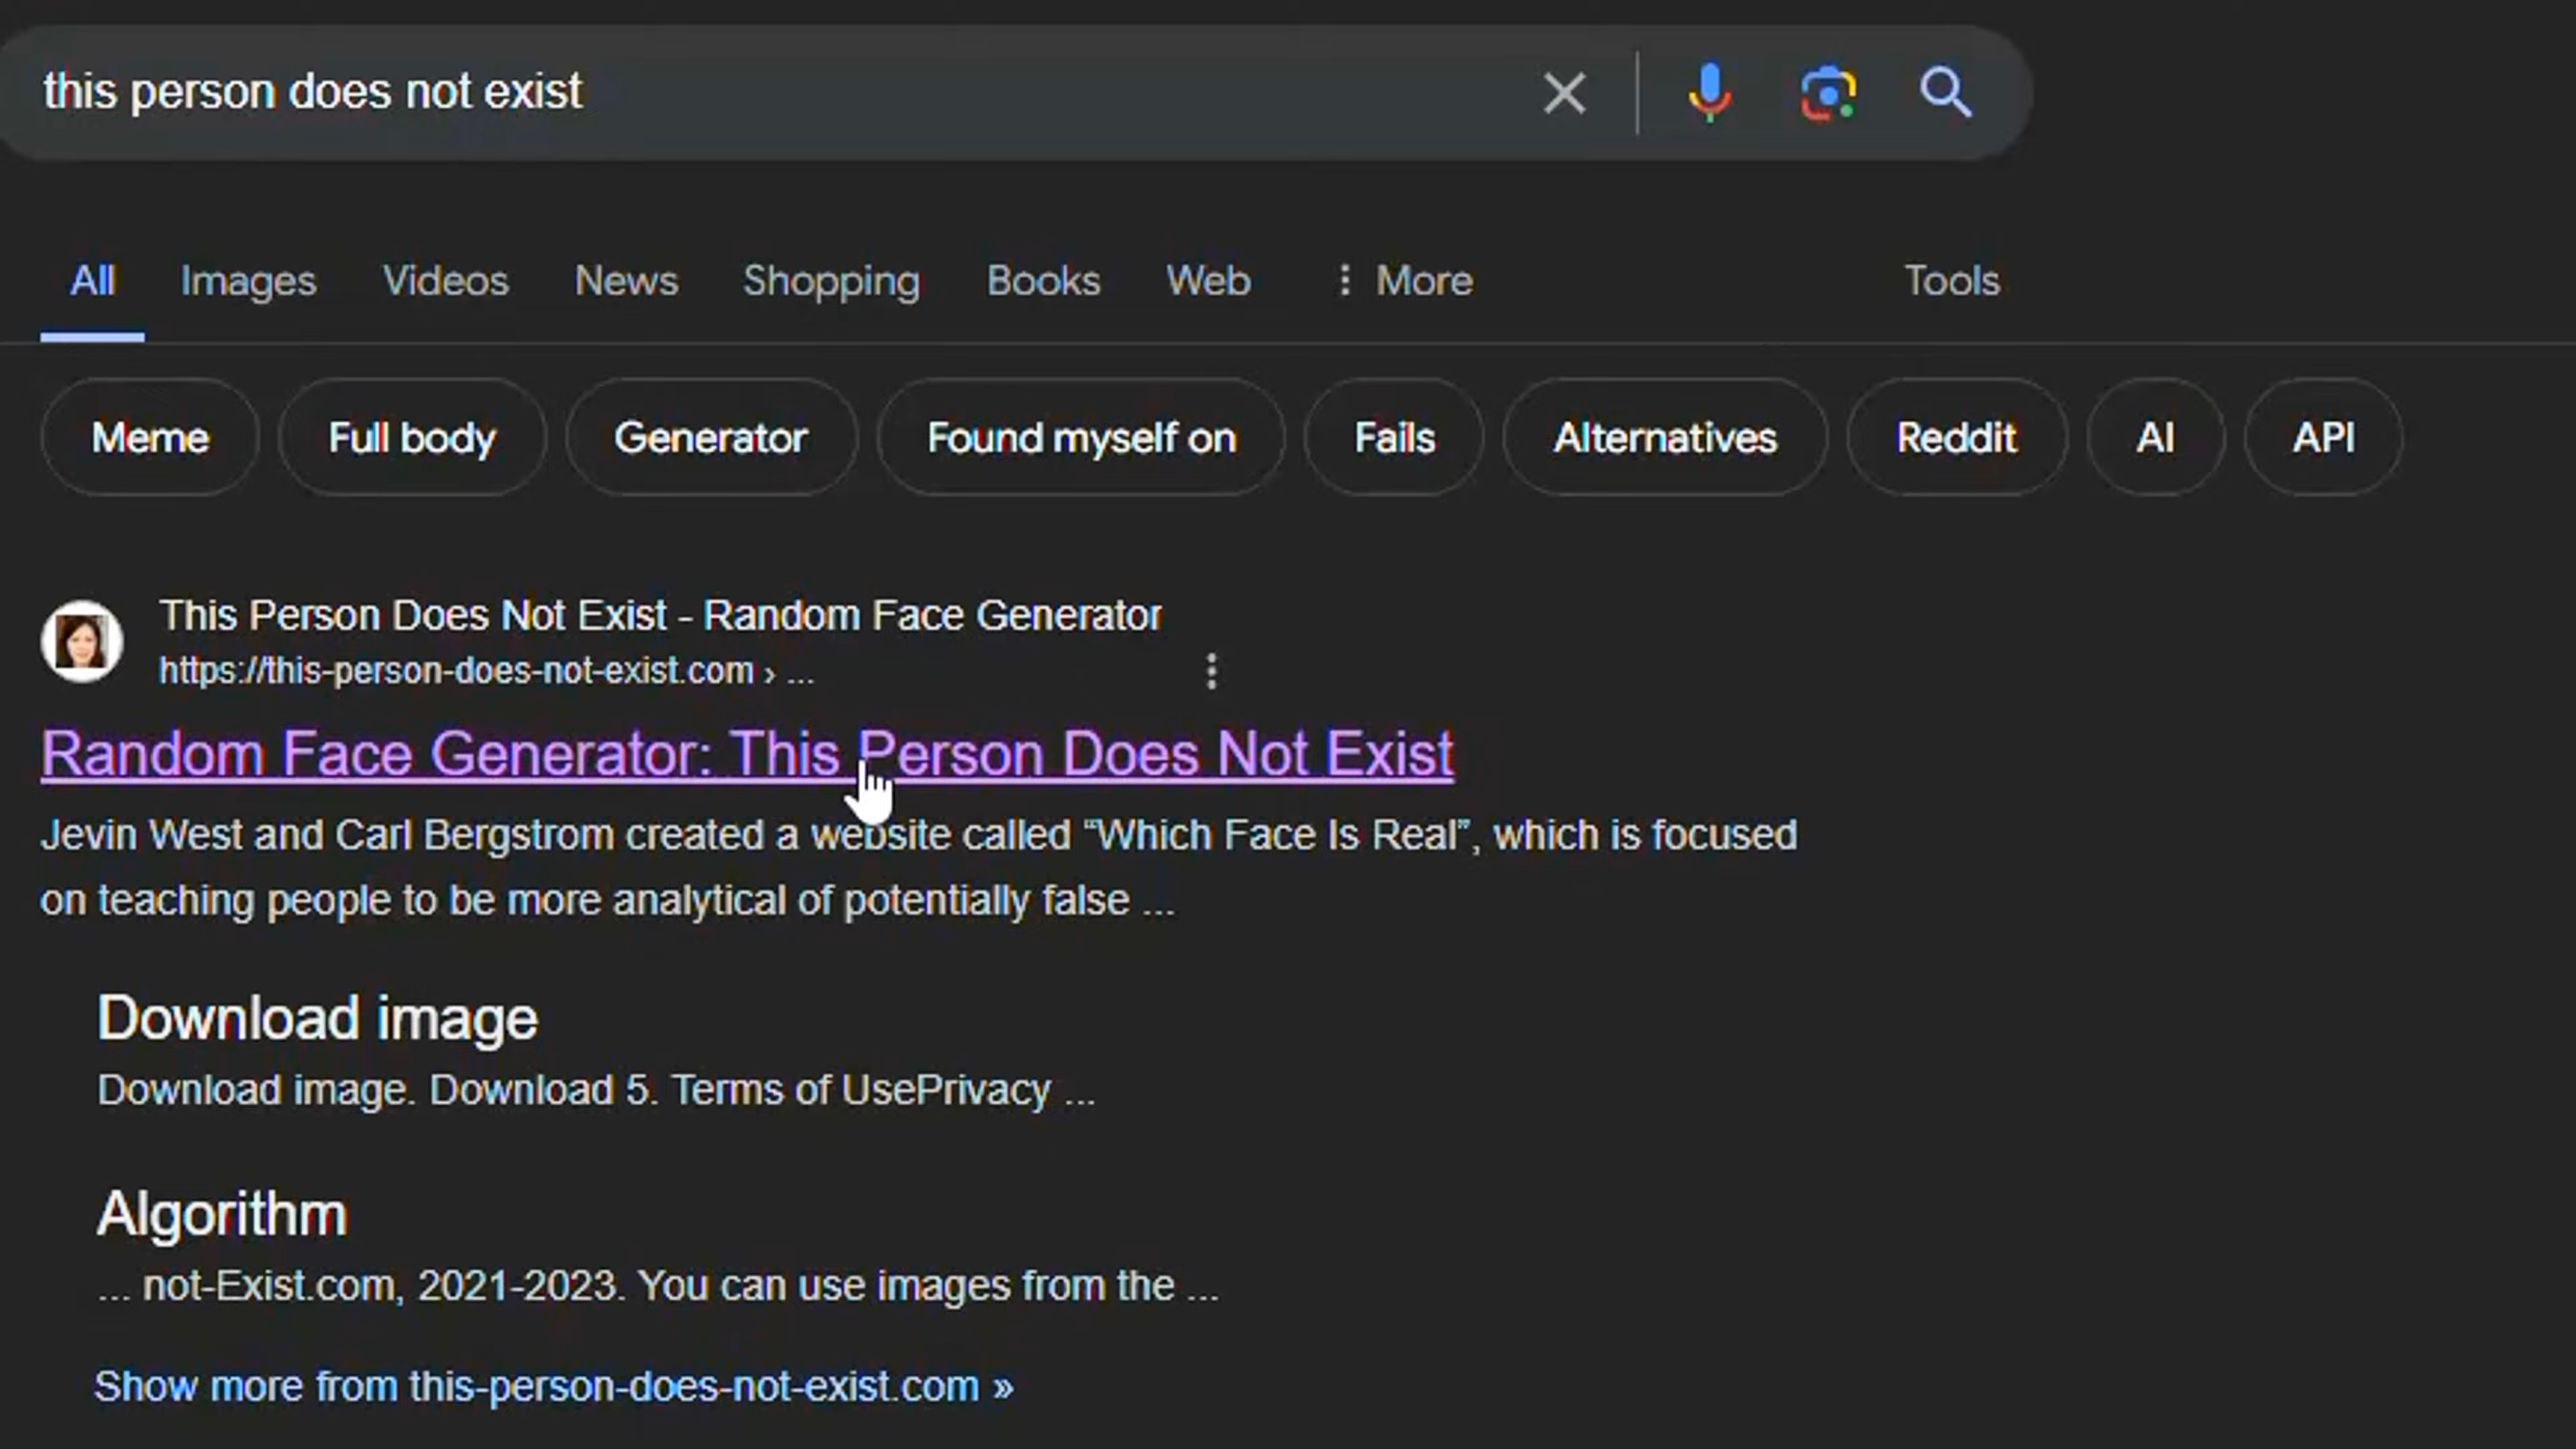 this person does not exist
All Images Videos News Shopping Books Web More Tools
Meme Full body Generator Found myself on Fails Alternatives Reddit AI API
This Person Does Not Exist - Random Face Generator
https://this-person-does-not-exist.com › ...
Random Face Generator: This Person Does Not Exist
Jevin West and Carl Bergstrom created a website called “Which Face Is Real”, which is focused
on teaching people to be more analytical of potentially false ...
Download image
Download image. Download 5. Terms of UsePrivacy ...
Algorithm
... not-Exist.com, 2021-2023. You can use images from the ...
Show more from this-person-does-not-exist.com »